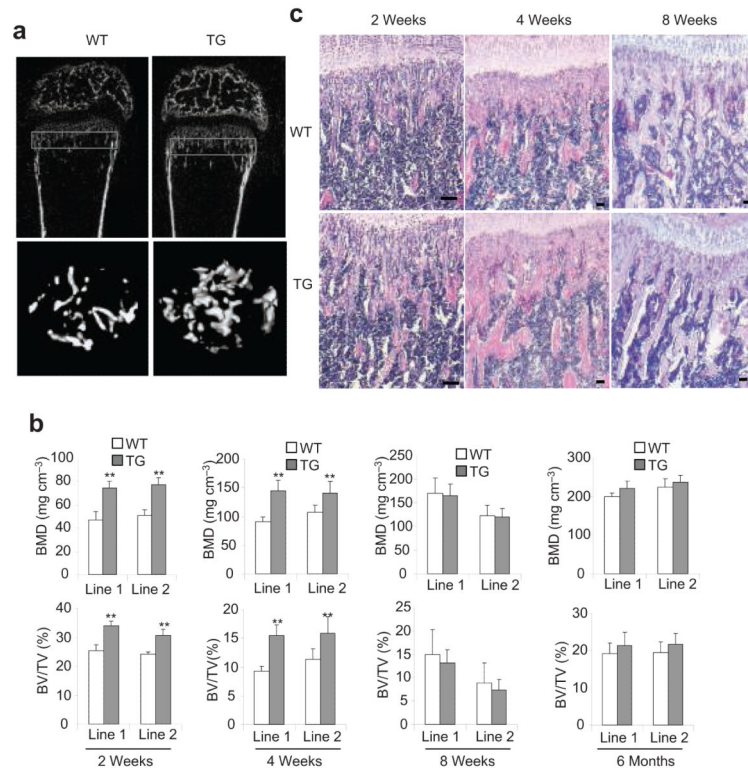 a
WT TG
c
2 Weeks 4 Weeks 8 Weeks
WT
TG
b
WT
TG
BMD (mg cm⁻³)
100
80
60
40
20
0
** **
Line 1 Line 2
WT
TG
BMD (mg cm⁻³)
200
150
100
50
0
** **
Line 1 Line 2
WT
TG
BMD (mg cm⁻³)
250
200
150
100
50
0
Line 1 Line 2
WT
TG
BMD (mg cm⁻³)
300
200
100
0
Line 1 Line 2
BV/TV (%)
40
30
20
10
0
** **
Line 1 Line 2
2 Weeks
BV/TV(%)
20
15
10
5
0
** **
Line 1 Line 2
4 Weeks
BV/TV (%)
25
20
15
10
5
0
Line 1 Line 2
8 Weeks
BV/TV (%)
30
20
10
0
Line 1 Line 2
6 Months